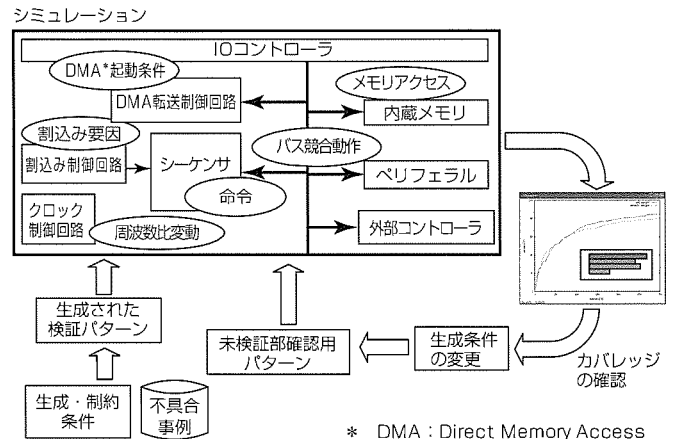 シミュレーション
IOコントローラ
DMA*起動条件
DMA転送制御回路
メモリアクセス
内蔵メモリ
割込み要因
割込み制御回路
シーケンサ
バス競合動作
ペリフェラル
命令
クロック
制御回路
周波数比変動
外部コントローラ
生成された
検証パターン
未検証部確認用
パターン
生成条件
の変更
カバレッジ
の確認
生成・制約
条件
不具合
事例
* DMA：Direct Memory Access